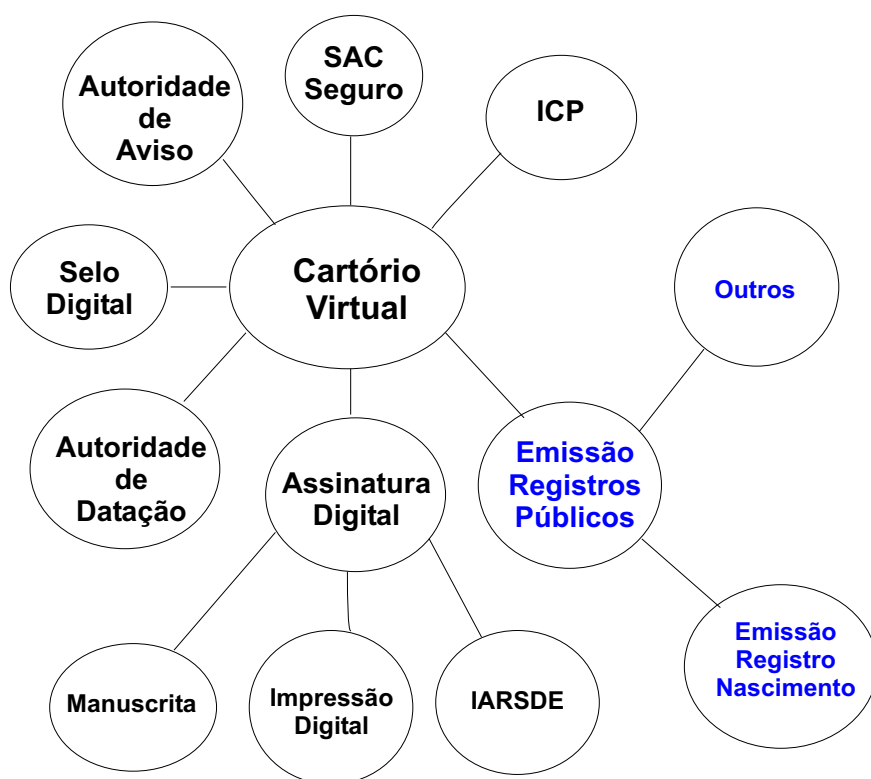 SAC
Seguro
Autoridade
de
Aviso
ICP
Selo
Digital
Cartório
Virtual
Outros
Autoridade
de
Datação
Assinatura
Digital
Emissão
Registros
Públicos
Manuscrita
Impressão
Digital
IARSDE
Emissão
Registro
Nascimento